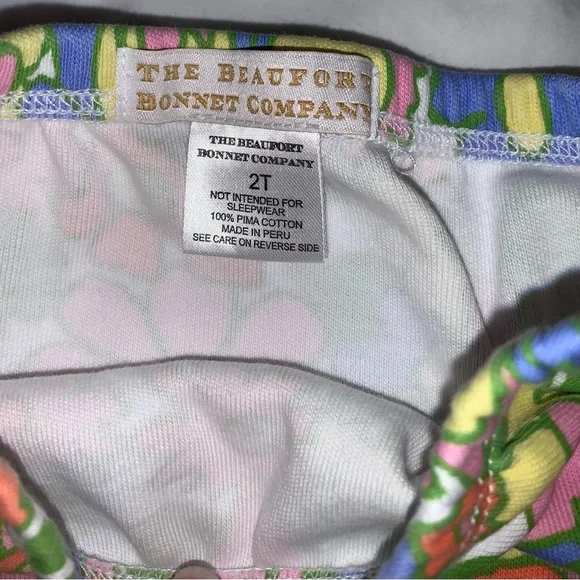 THE BEAUFORT
BONNET COMPANY
THE BEAUFORT
BONNET COMPANY
2T
NOT INTENDED FOR
SLEEPWEAR
100% PIMA COTTON
MADE IN PERU
SEE CARE ON REVERSE SIDE